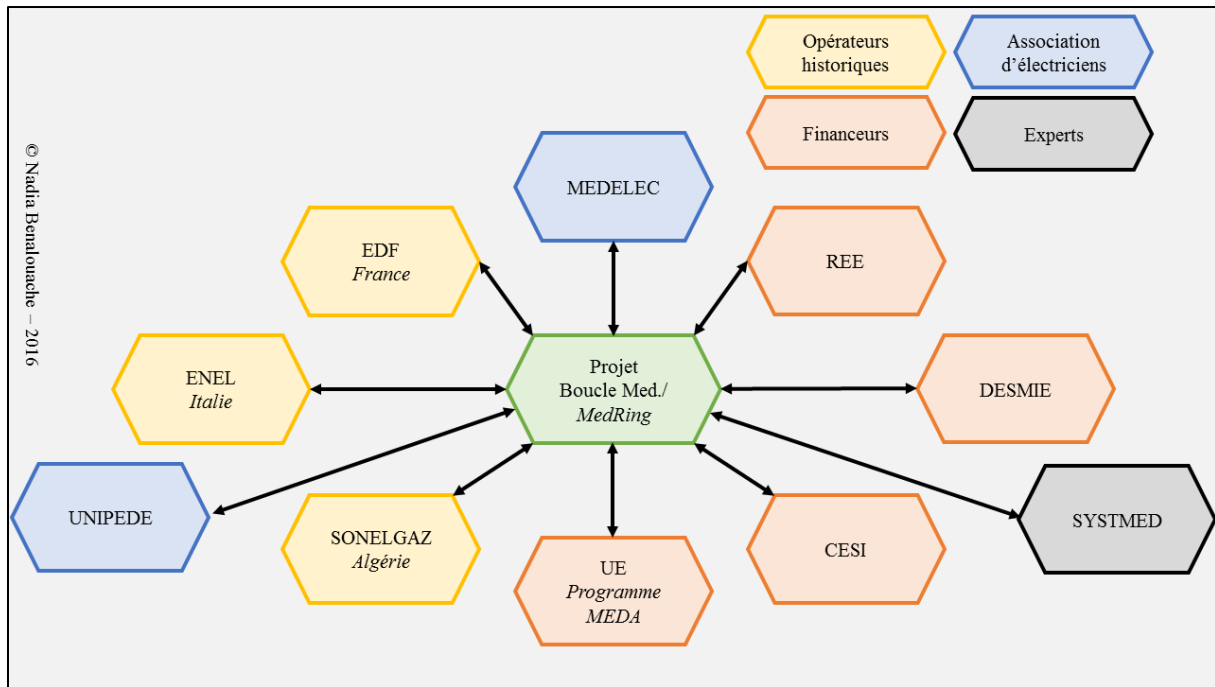 Opérateurs
historiques
Association
d'électriciens
Financeurs
Experts
© Nadia Benalouache – 2016
MEDELEC
EDF
France
REE
ENEL
Italie
Projet
Boucle Med./
MedRing
DESMIE
UNIPEDE
SONELGAZ
Algérie
UE
Programme
MEDA
CESI
SYSTMED